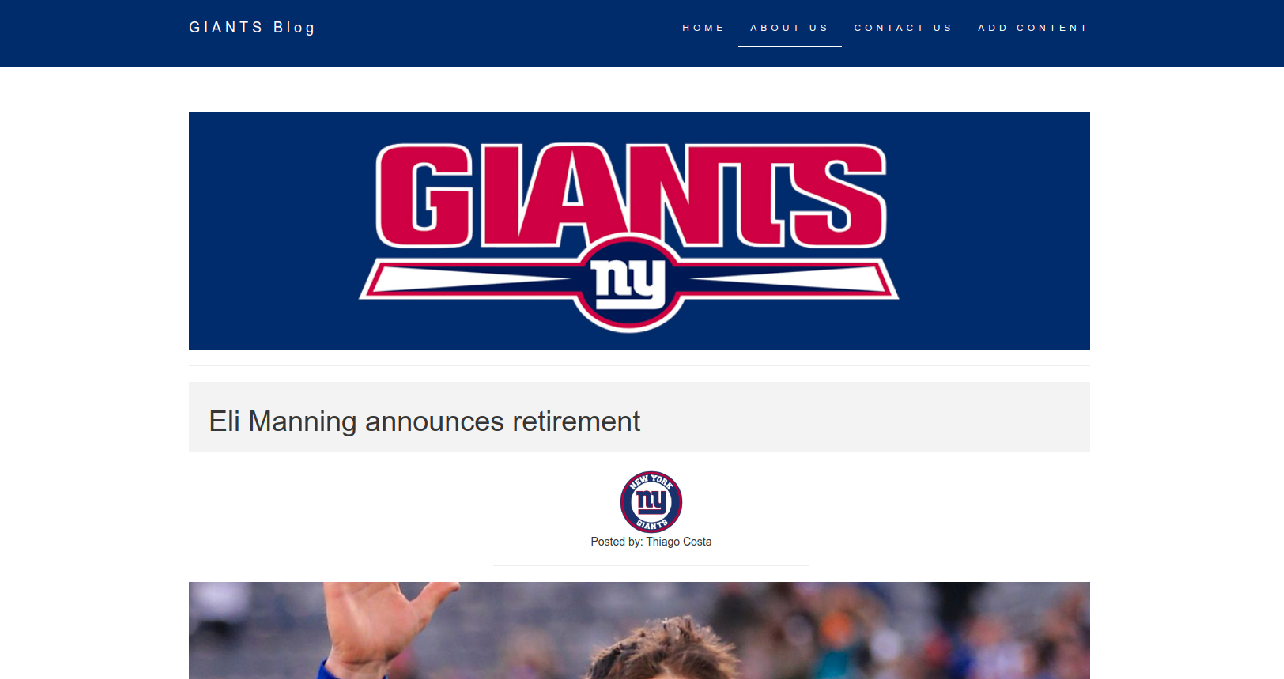 GIANTS Blog
HOME ABOUT US CONTACT US ADD CONTENT
GIANTS
ny
Eli Manning announces retirement
NEW YORK
ny
GIANTS
Posted by: Thiago Costa